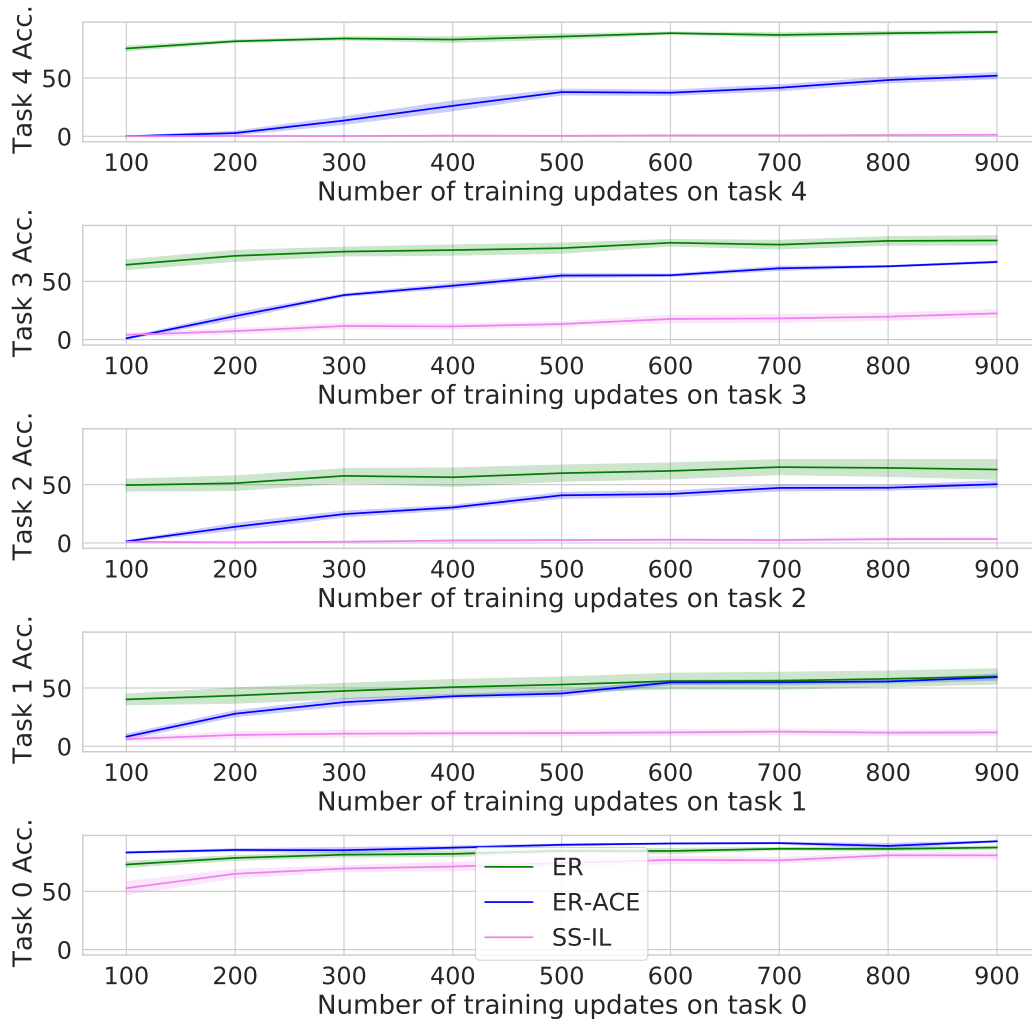 Task 4 Acc.
50
0
100 200 300 400 500 600 700 800 900
Number of training updates on task 4
Task 3 Acc.
50
0
100 200 300 400 500 600 700 800 900
Number of training updates on task 3
Task 2 Acc.
50
0
100 200 300 400 500 600 700 800 900
Number of training updates on task 2
Task 1 Acc.
50
0
100 200 300 400 500 600 700 800 900
Number of training updates on task 1
Task 0 Acc.
50
0
ER
ER-ACE
SS-IL
100 200 300 400 500 600 700 800 900
Number of training updates on task 0